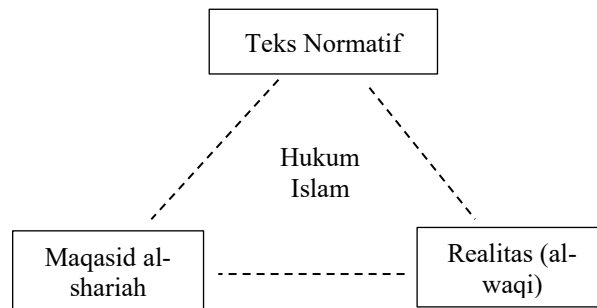 Teks Normatif
Hukum
Islam
Maqasid al-
shariah
Realitas (al-
waqi)